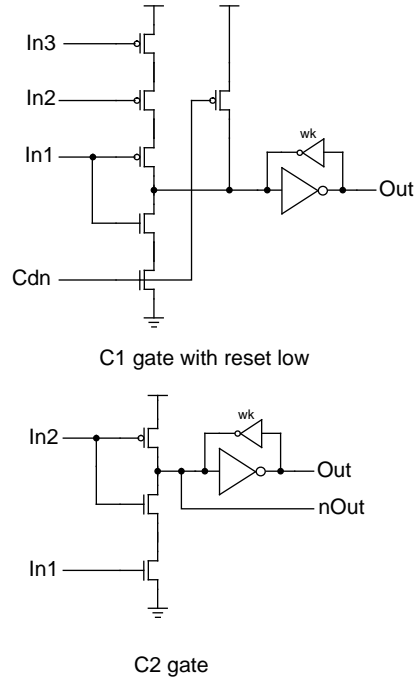 In3
In2
wk
In1
Out
Cdn
C1 gate with reset low
wk
In2
Out
nOut
In1
C2 gate